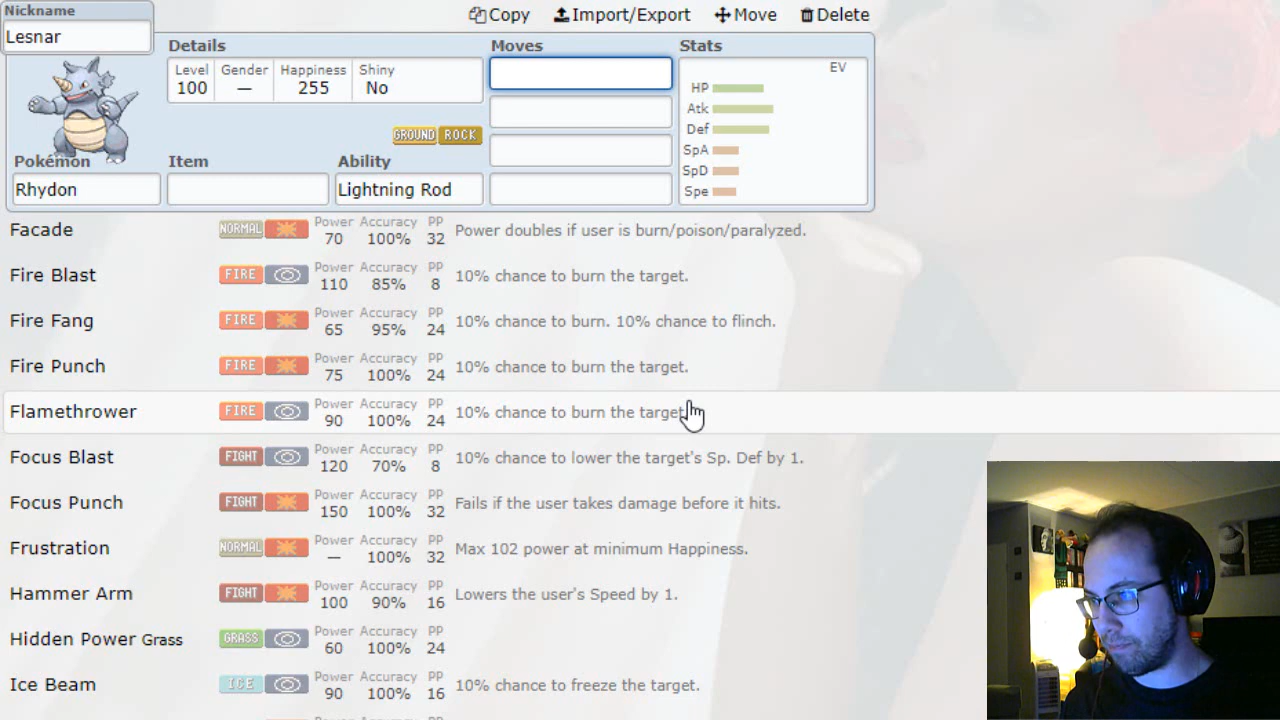 Nickname
Lesnar
Copy Import/Export Move Delete
Details
Level Gender Happiness Shiny
100 — 255 No
GROUND ROCK
Pokémon Item Ability
Rhydon Lightning Rod
Moves
Stats
EV
HP
Atk
Def
SpA
SpD
Spe
Facade NORMAL Power 70 Accuracy 100% PP 32 Power doubles if user is burn/poison/paralyzed.
Fire Blast FIRE Power 110 Accuracy 85% PP 8 10% chance to burn the target.
Fire Fang FIRE Power 65 Accuracy 95% PP 24 10% chance to burn. 10% chance to flinch.
Fire Punch FIRE Power 75 Accuracy 100% PP 24 10% chance to burn the target.
Flamethrower FIRE Power 90 Accuracy 100% PP 24 10% chance to burn the target
Focus Blast FIGHT Power 120 Accuracy 70% PP 8 10% chance to lower the target's Sp. Def by 1.
Focus Punch FIGHT Power 150 Accuracy 100% PP 32 Fails if the user takes damage before it hits.
Frustration NORMAL Power — Accuracy 100% PP 32 Max 102 power at minimum Happiness.
Hammer Arm FIGHT Power 100 Accuracy 90% PP 16 Lowers the user's Speed by 1.
Hidden Power Grass GRASS Power 60 Accuracy 100% PP 24
Ice Beam ICE Power 90 Accuracy 100% PP 16 10% chance to freeze the target.
Power Accuracy PP